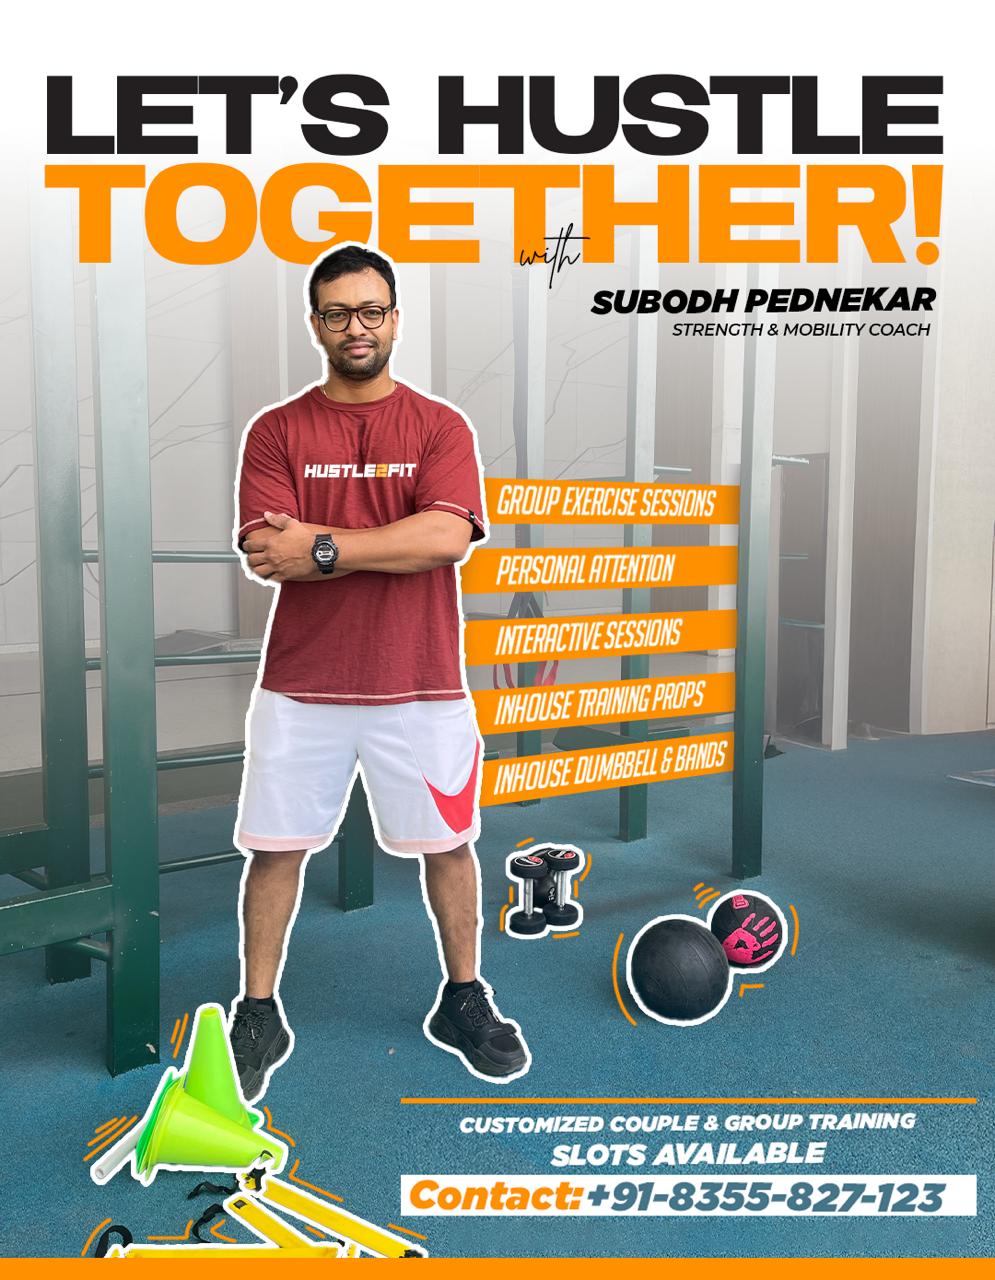 LET'S HUSTLE
TOGETHER!
with
SUBODH PEDNEKAR
STRENGTH & MOBILITY COACH
HUSTLE2FIT
GROUP EXERCISE SESSIONS
PERSONAL ATTENTION
INTERACTIVE SESSIONS
INHOUSE TRAINING PROPS
INHOUSE DUMBBELL & BANDS
CUSTOMIZED COUPLE & GROUP TRAINING
SLOTS AVAILABLE
Contact:+91-8355-827-123